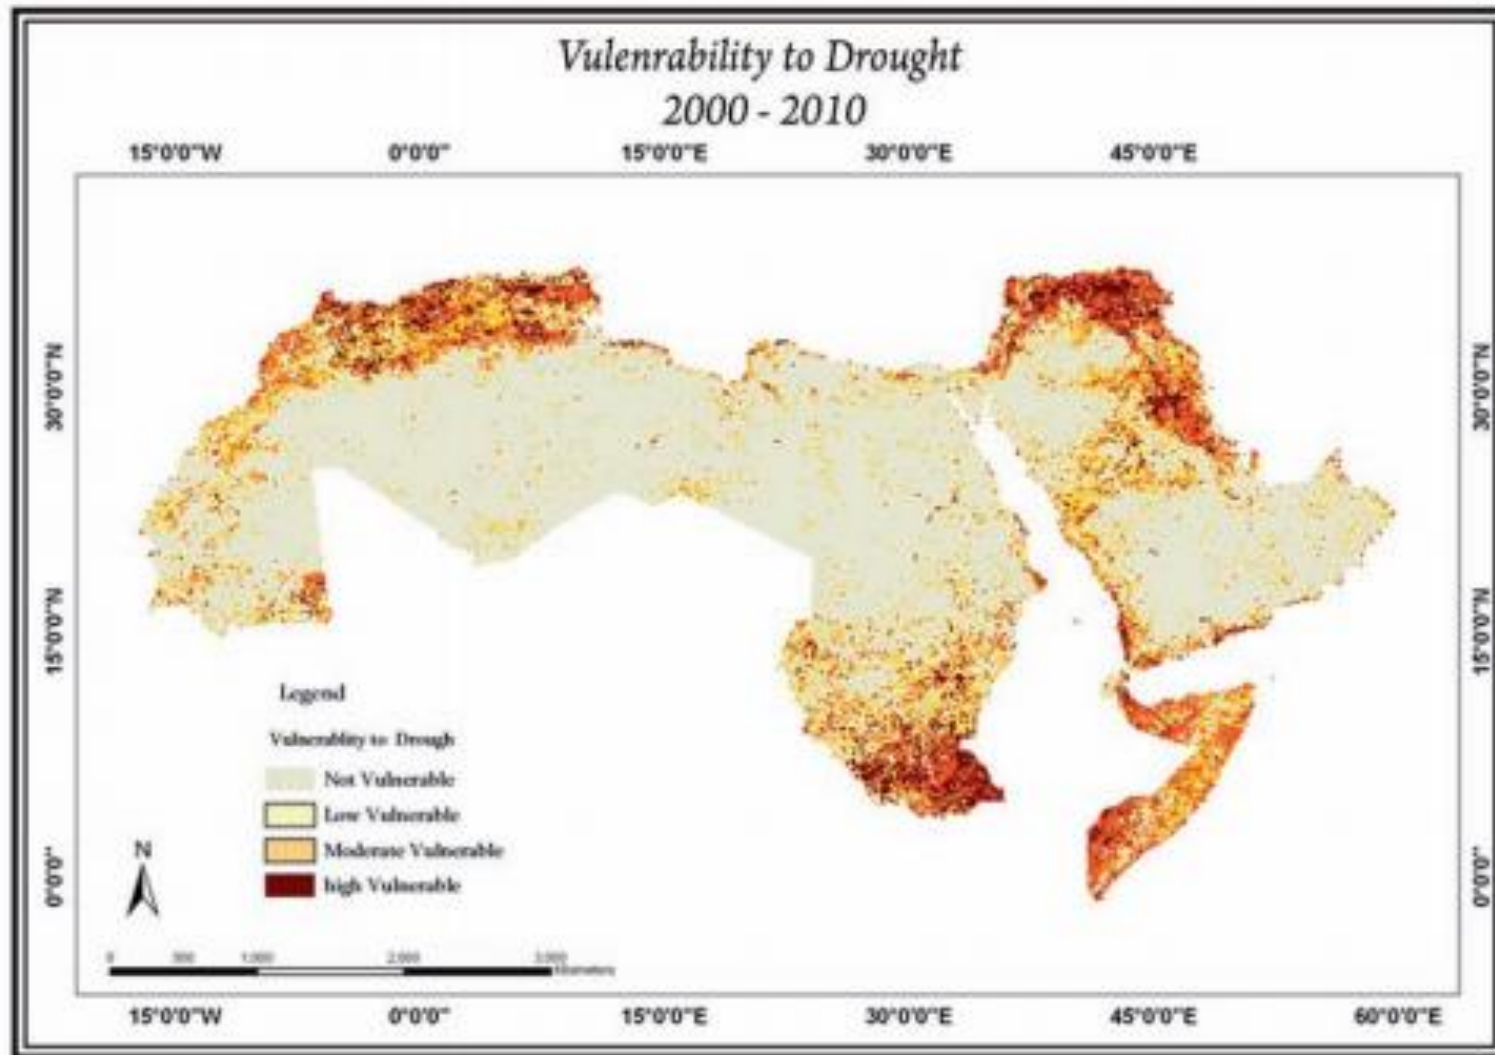 Vulenrability to Drought
2000 - 2010
15°0'0"W 0°0'0" 15°0'0"E 30°0'0"E 45°0'0"E
30°0'0"N 30°0'0"N
15°0'0"N 15°0'0"N
0°0'0" 0°0'0"
Legend
Vulnerablity to Drough
Not Vulnerable
Low Vulnerable
Moderate Vulnerable
high Vulnerable
N
0 500 1,000 2,000 3,000
Kilometers
15°0'0"W 0°0'0" 15°0'0"E 30°0'0"E 45°0'0"E 60°0'0"E